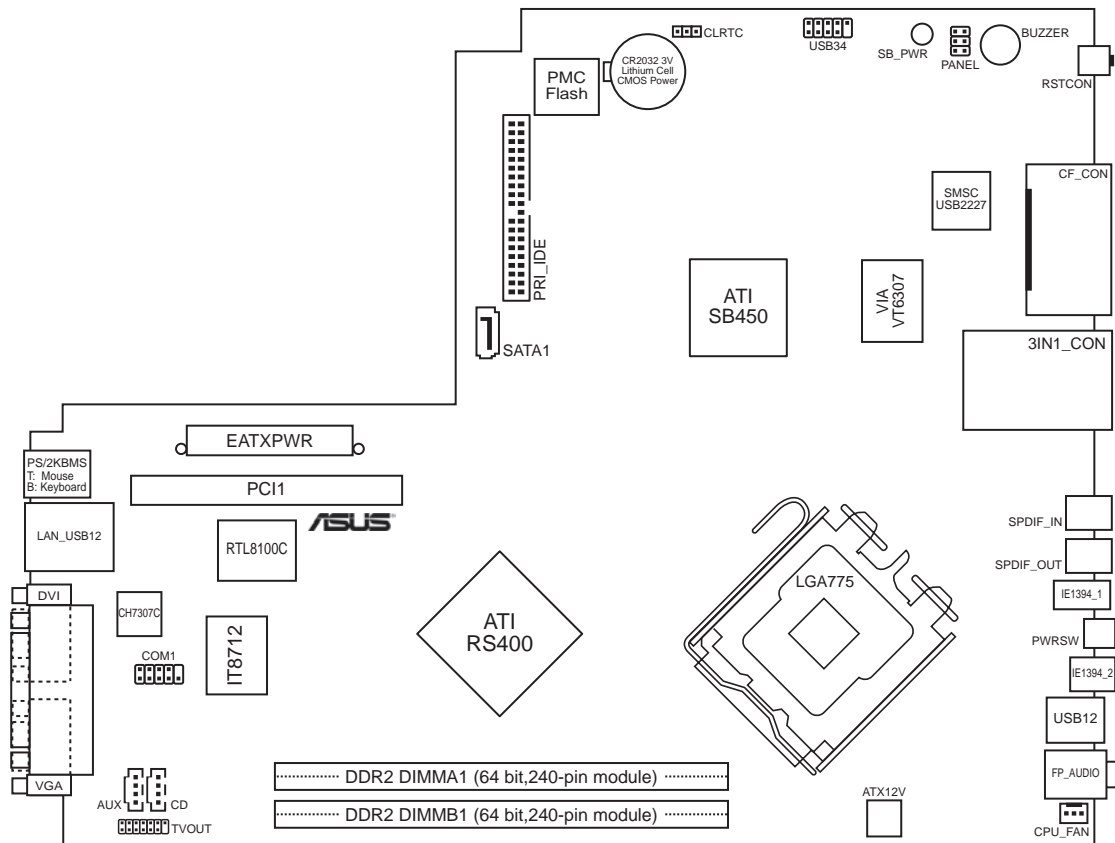 CLRTC
USB34
SB_PWR
PANEL
BUZZER
RSTCON
PMC
Flash
CR2032 3V
Lithium Cell
CMOS Power
PRI_IDE
SATA1
SMSC
USB2227
CF_CON
ATI
SB450
VIA
VT6307
3IN1_CON
EATXPWR
PS/2KBMS
T: Mouse
B: Keyboard
PCI1
ASUS
LAN_USB12
RTL8100C
SPDIF_IN
SPDIF_OUT
LGA775
DVI
CH7307C
IE1394_1
ATI
RS400
IT8712
COM1
PWRSW
IE1394_2
USB12
VGA
AUX
CD
TVOUT
DDR2 DIMMA1 (64 bit,240-pin module)
DDR2 DIMMB1 (64 bit,240-pin module)
ATX12V
FP_AUDIO
CPU_FAN